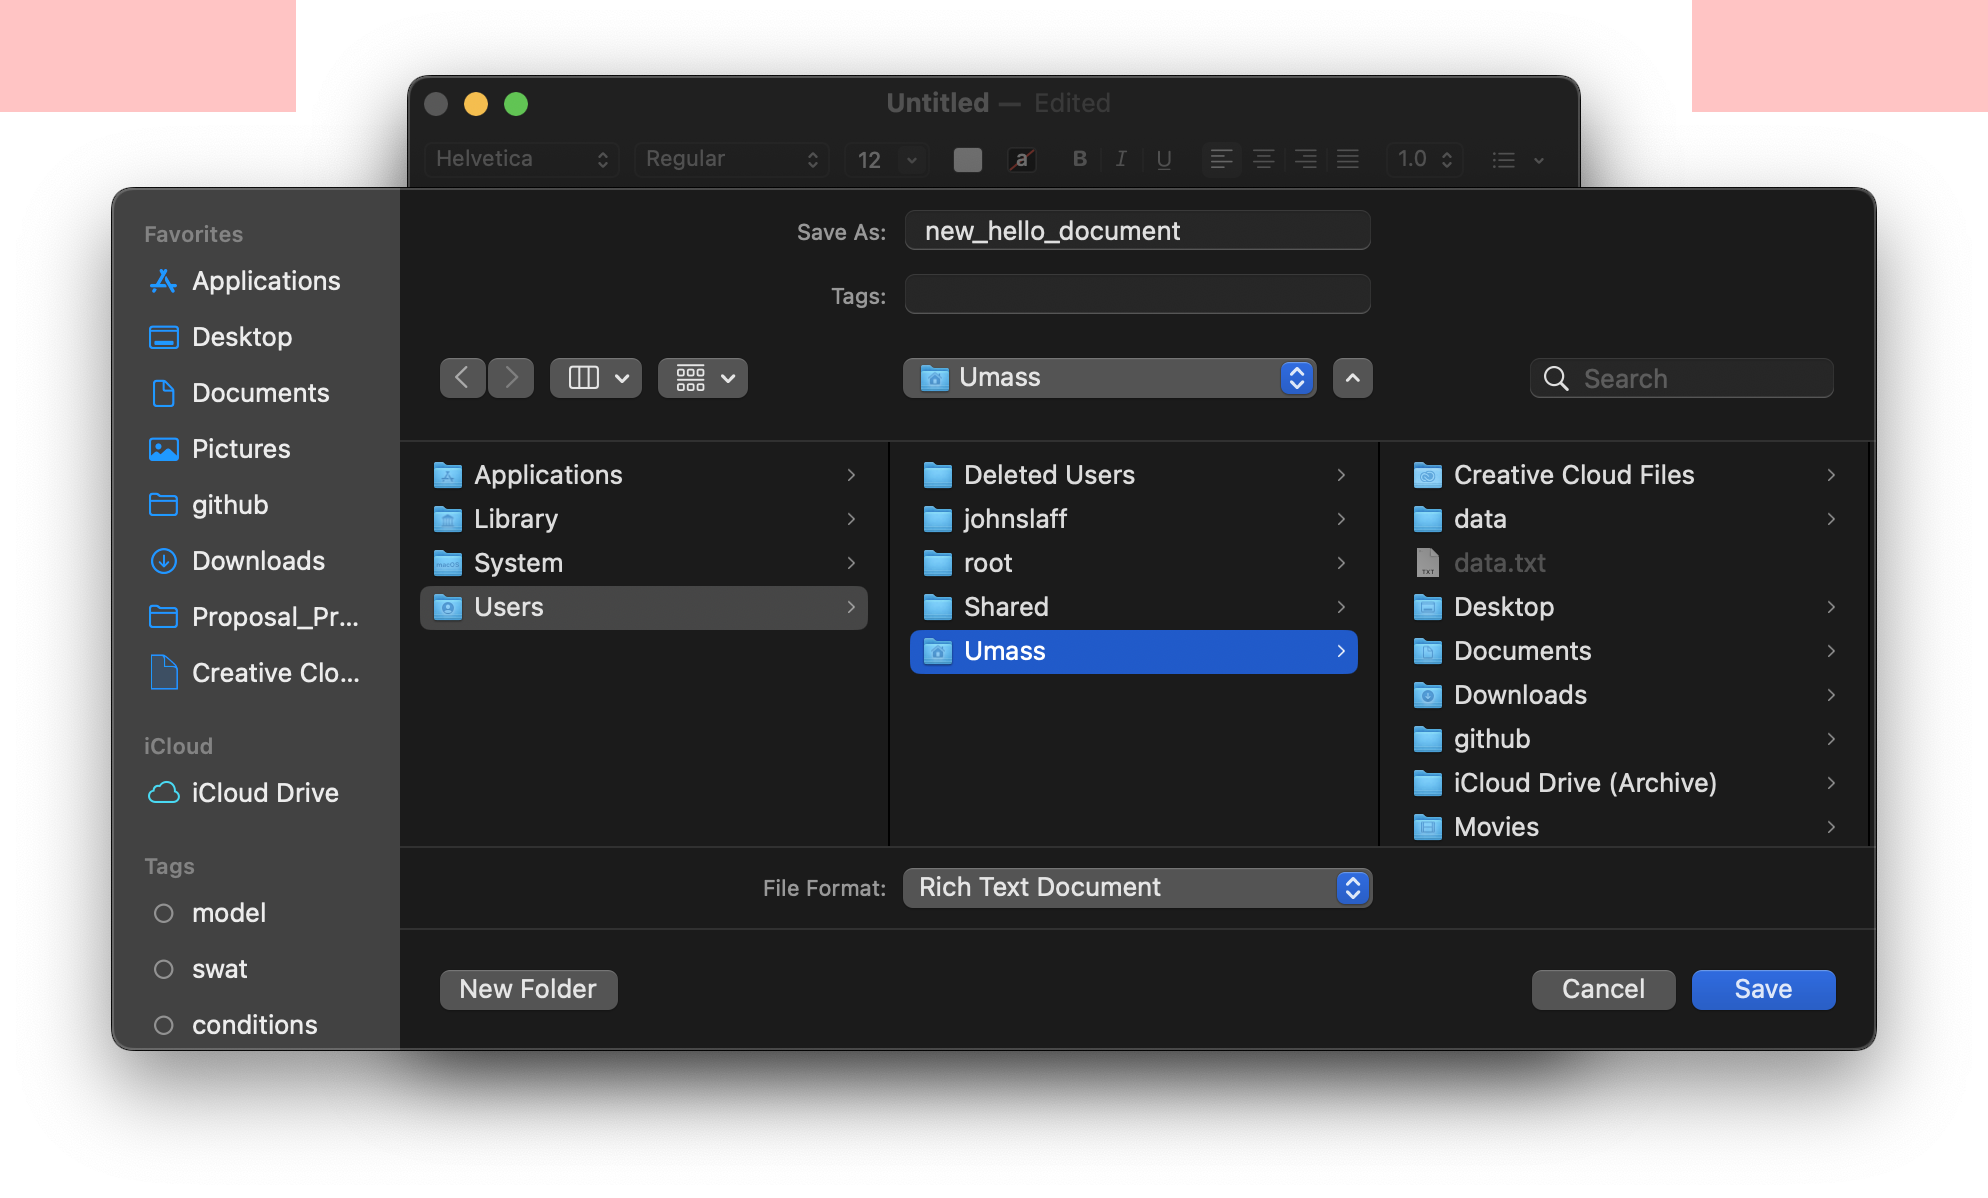 Untitled — Edited
Helvetica Regular 12 a B I U 1.0
Save As: new_hello_document
Tags:
Umass
Search
Favorites
Applications
Desktop
Documents
Pictures
github
Downloads
Proposal_Pr...
Creative Clo...
iCloud
iCloud Drive
Tags
model
swat
conditions
Applications
Library
System
Users
Deleted Users
johnslaff
root
Shared
Umass
Creative Cloud Files
data
data.txt
Desktop
Documents
Downloads
github
iCloud Drive (Archive)
Movies
File Format: Rich Text Document
New Folder
Cancel
Save